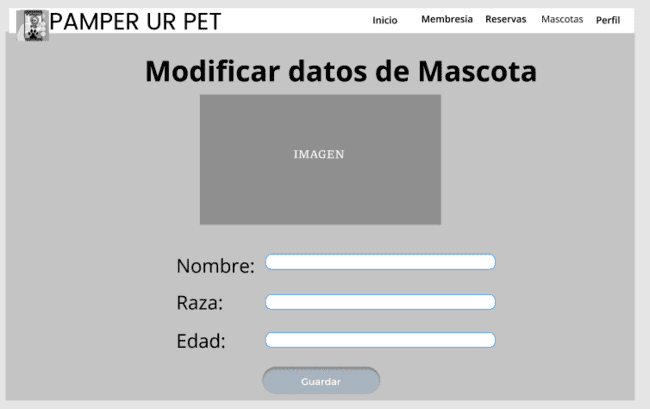 PAMPER UR PET
Inicio Membresia Reservas Mascotas Perfil
Modificar datos de Mascota
IMAGEN
Nombre:
Raza:
Edad:
Guardar